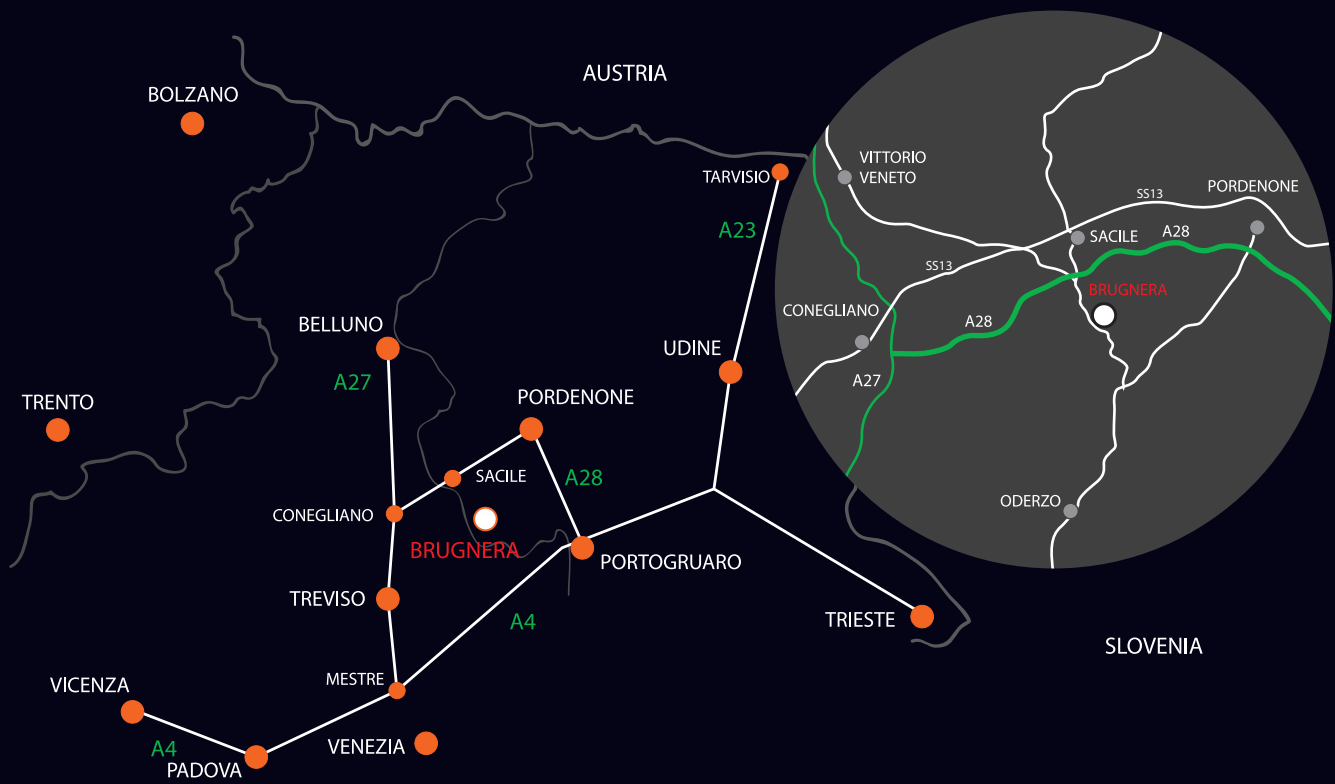 AUSTRIA
BOLZANO
TARVISIO
A23
BELLUNO
A27
UDINE
TRENTO
PORDENONE
SACILE
A28
CONEGLIANO
BRUGNERA
PORTOGRUARO
TREVISO
A4
TRIESTE
SLOVENIA
MESTRE
VICENZA
VENEZIA
A4
PADOVA
VITTORIO
VENETO
SS13
PORDENONE
SACILE
A28
SS13
BRUGNERA
CONEGLIANO
A28
A27
ODERZO